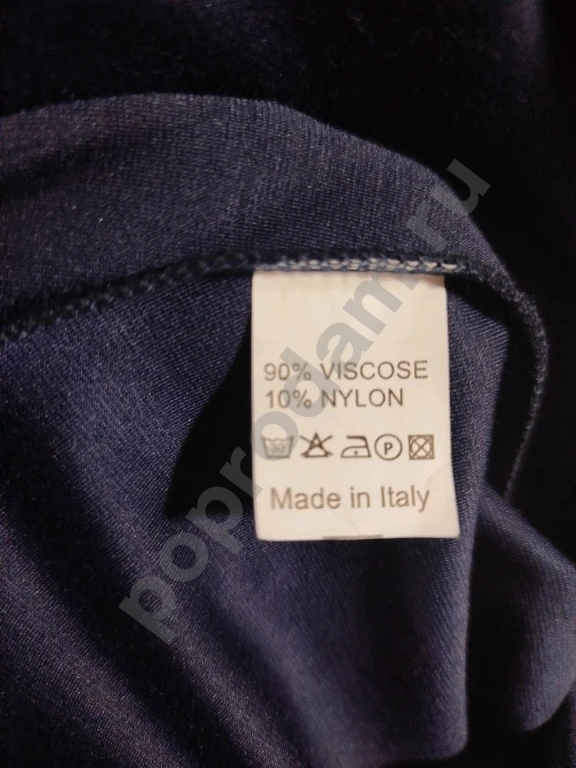 90% VISCOSE
10% NYLON
P
Made in Italy
poprodam.ru